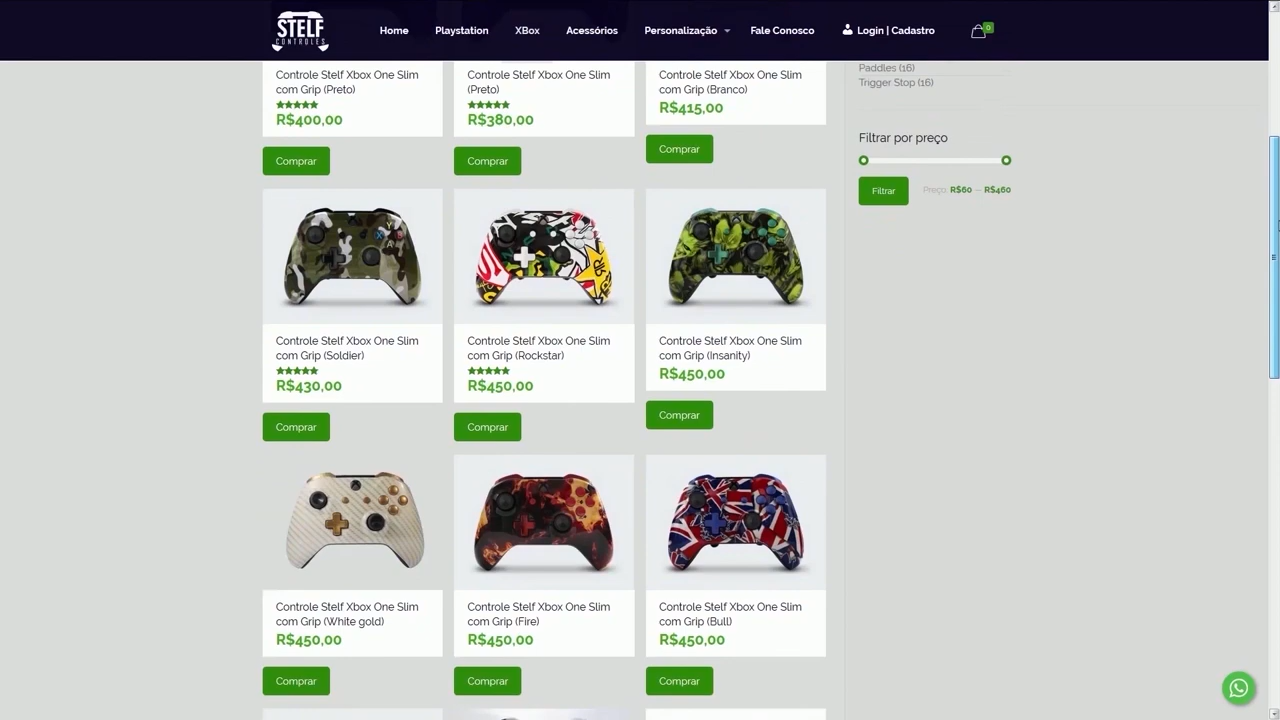 STELF
CONTROLES
Home
Playstation
XBox
Acessórios
Personalização
Fale Conosco
Login | Cadastro
0
Controle Stelf Xbox One Slim
com Grip (Preto)
R$400,00
Comprar
Controle Stelf Xbox One Slim
(Preto)
R$380,00
Comprar
Controle Stelf Xbox One Slim
com Grip (Branco)
R$415,00
Comprar
Paddles (16)
Trigger Stop (16)
Filtrar por preço
Filtrar
Preço: R$60 — R$460
Controle Stelf Xbox One Slim
com Grip (Soldier)
R$430,00
Comprar
Controle Stelf Xbox One Slim
com Grip (Rockstar)
R$450,00
Comprar
Controle Stelf Xbox One Slim
com Grip (Insanity)
R$450,00
Comprar
Controle Stelf Xbox One Slim
com Grip (White gold)
R$450,00
Comprar
Controle Stelf Xbox One Slim
com Grip (Fire)
R$450,00
Comprar
Controle Stelf Xbox One Slim
com Grip (Bull)
R$450,00
Comprar